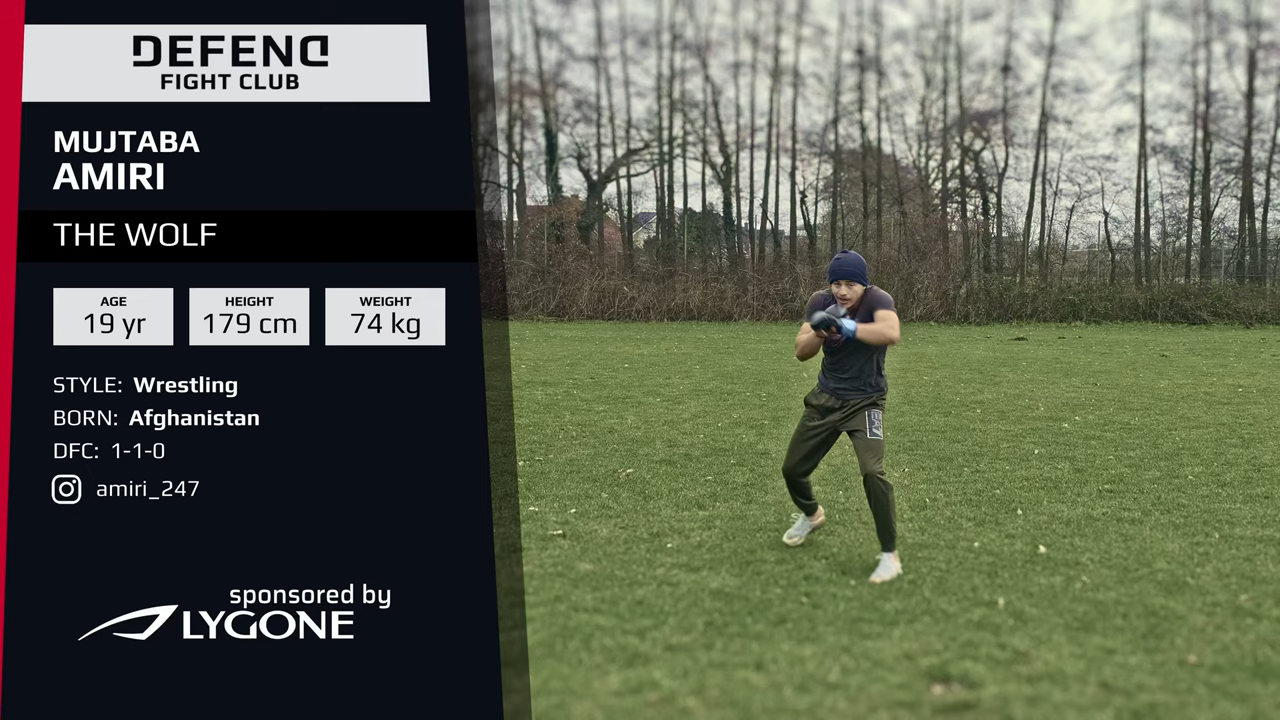 DEFEND
FIGHT CLUB
MUJTABA
AMIRI
THE WOLF
AGE
19 yr
HEIGHT
179 cm
WEIGHT
74 kg
STYLE: Wrestling
BORN: Afghanistan
DFC: 1-1-0
amiri_247
sponsored by
LYGONE